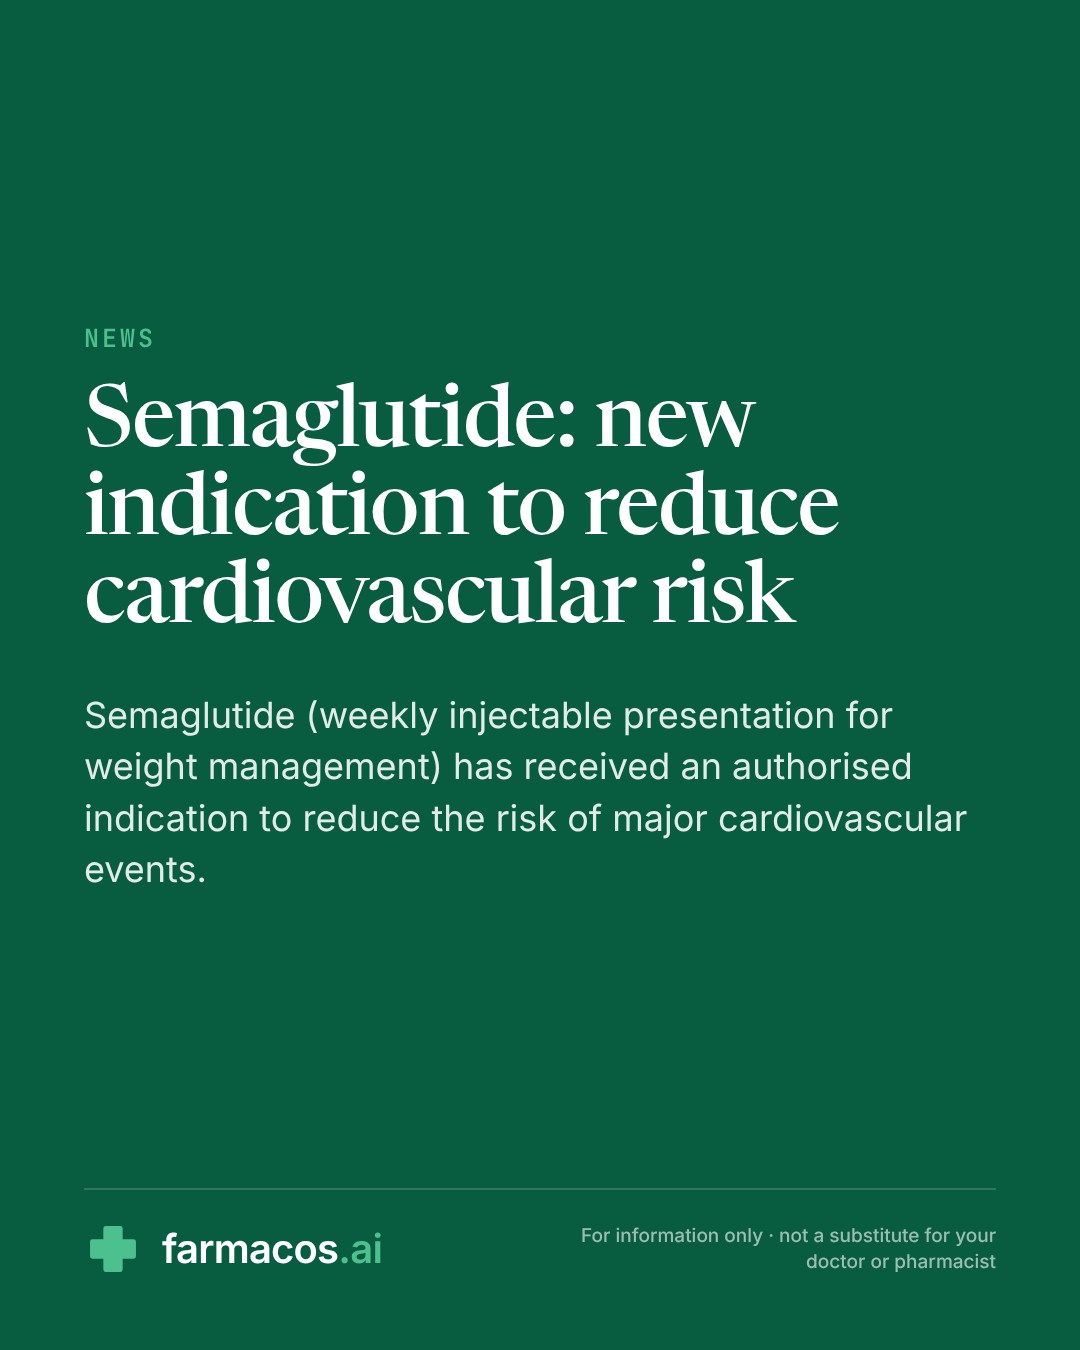 NEWS
Semaglutide: new
indication to reduce
cardiovascular risk
Semaglutide (weekly injectable presentation for
weight management) has received an authorised
indication to reduce the risk of major cardiovascular
events.
farmacos.ai
For information only · not a substitute for your
doctor or pharmacist